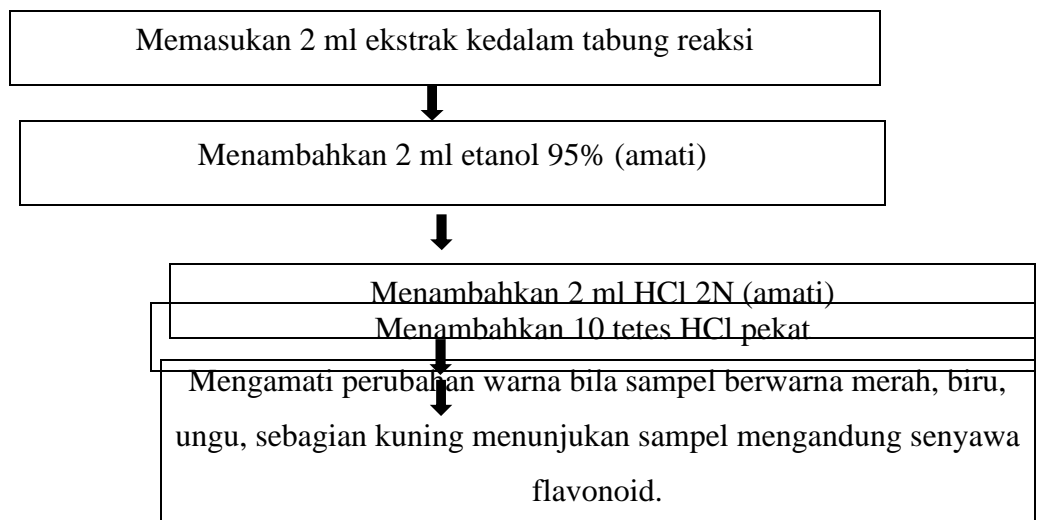 Memasukan 2 ml ekstrak kedalam tabung reaksi
Menambahkan 2 ml etanol 95% (amati)
Menambahkan 2 ml HCl 2N (amati)
Menambahkan 10 tetes HCl pekat
Mengamati perubahan warna bila sampel berwarna merah, biru,
ungu, sebagian kuning menunjukan sampel mengandung senyawa
flavonoid.